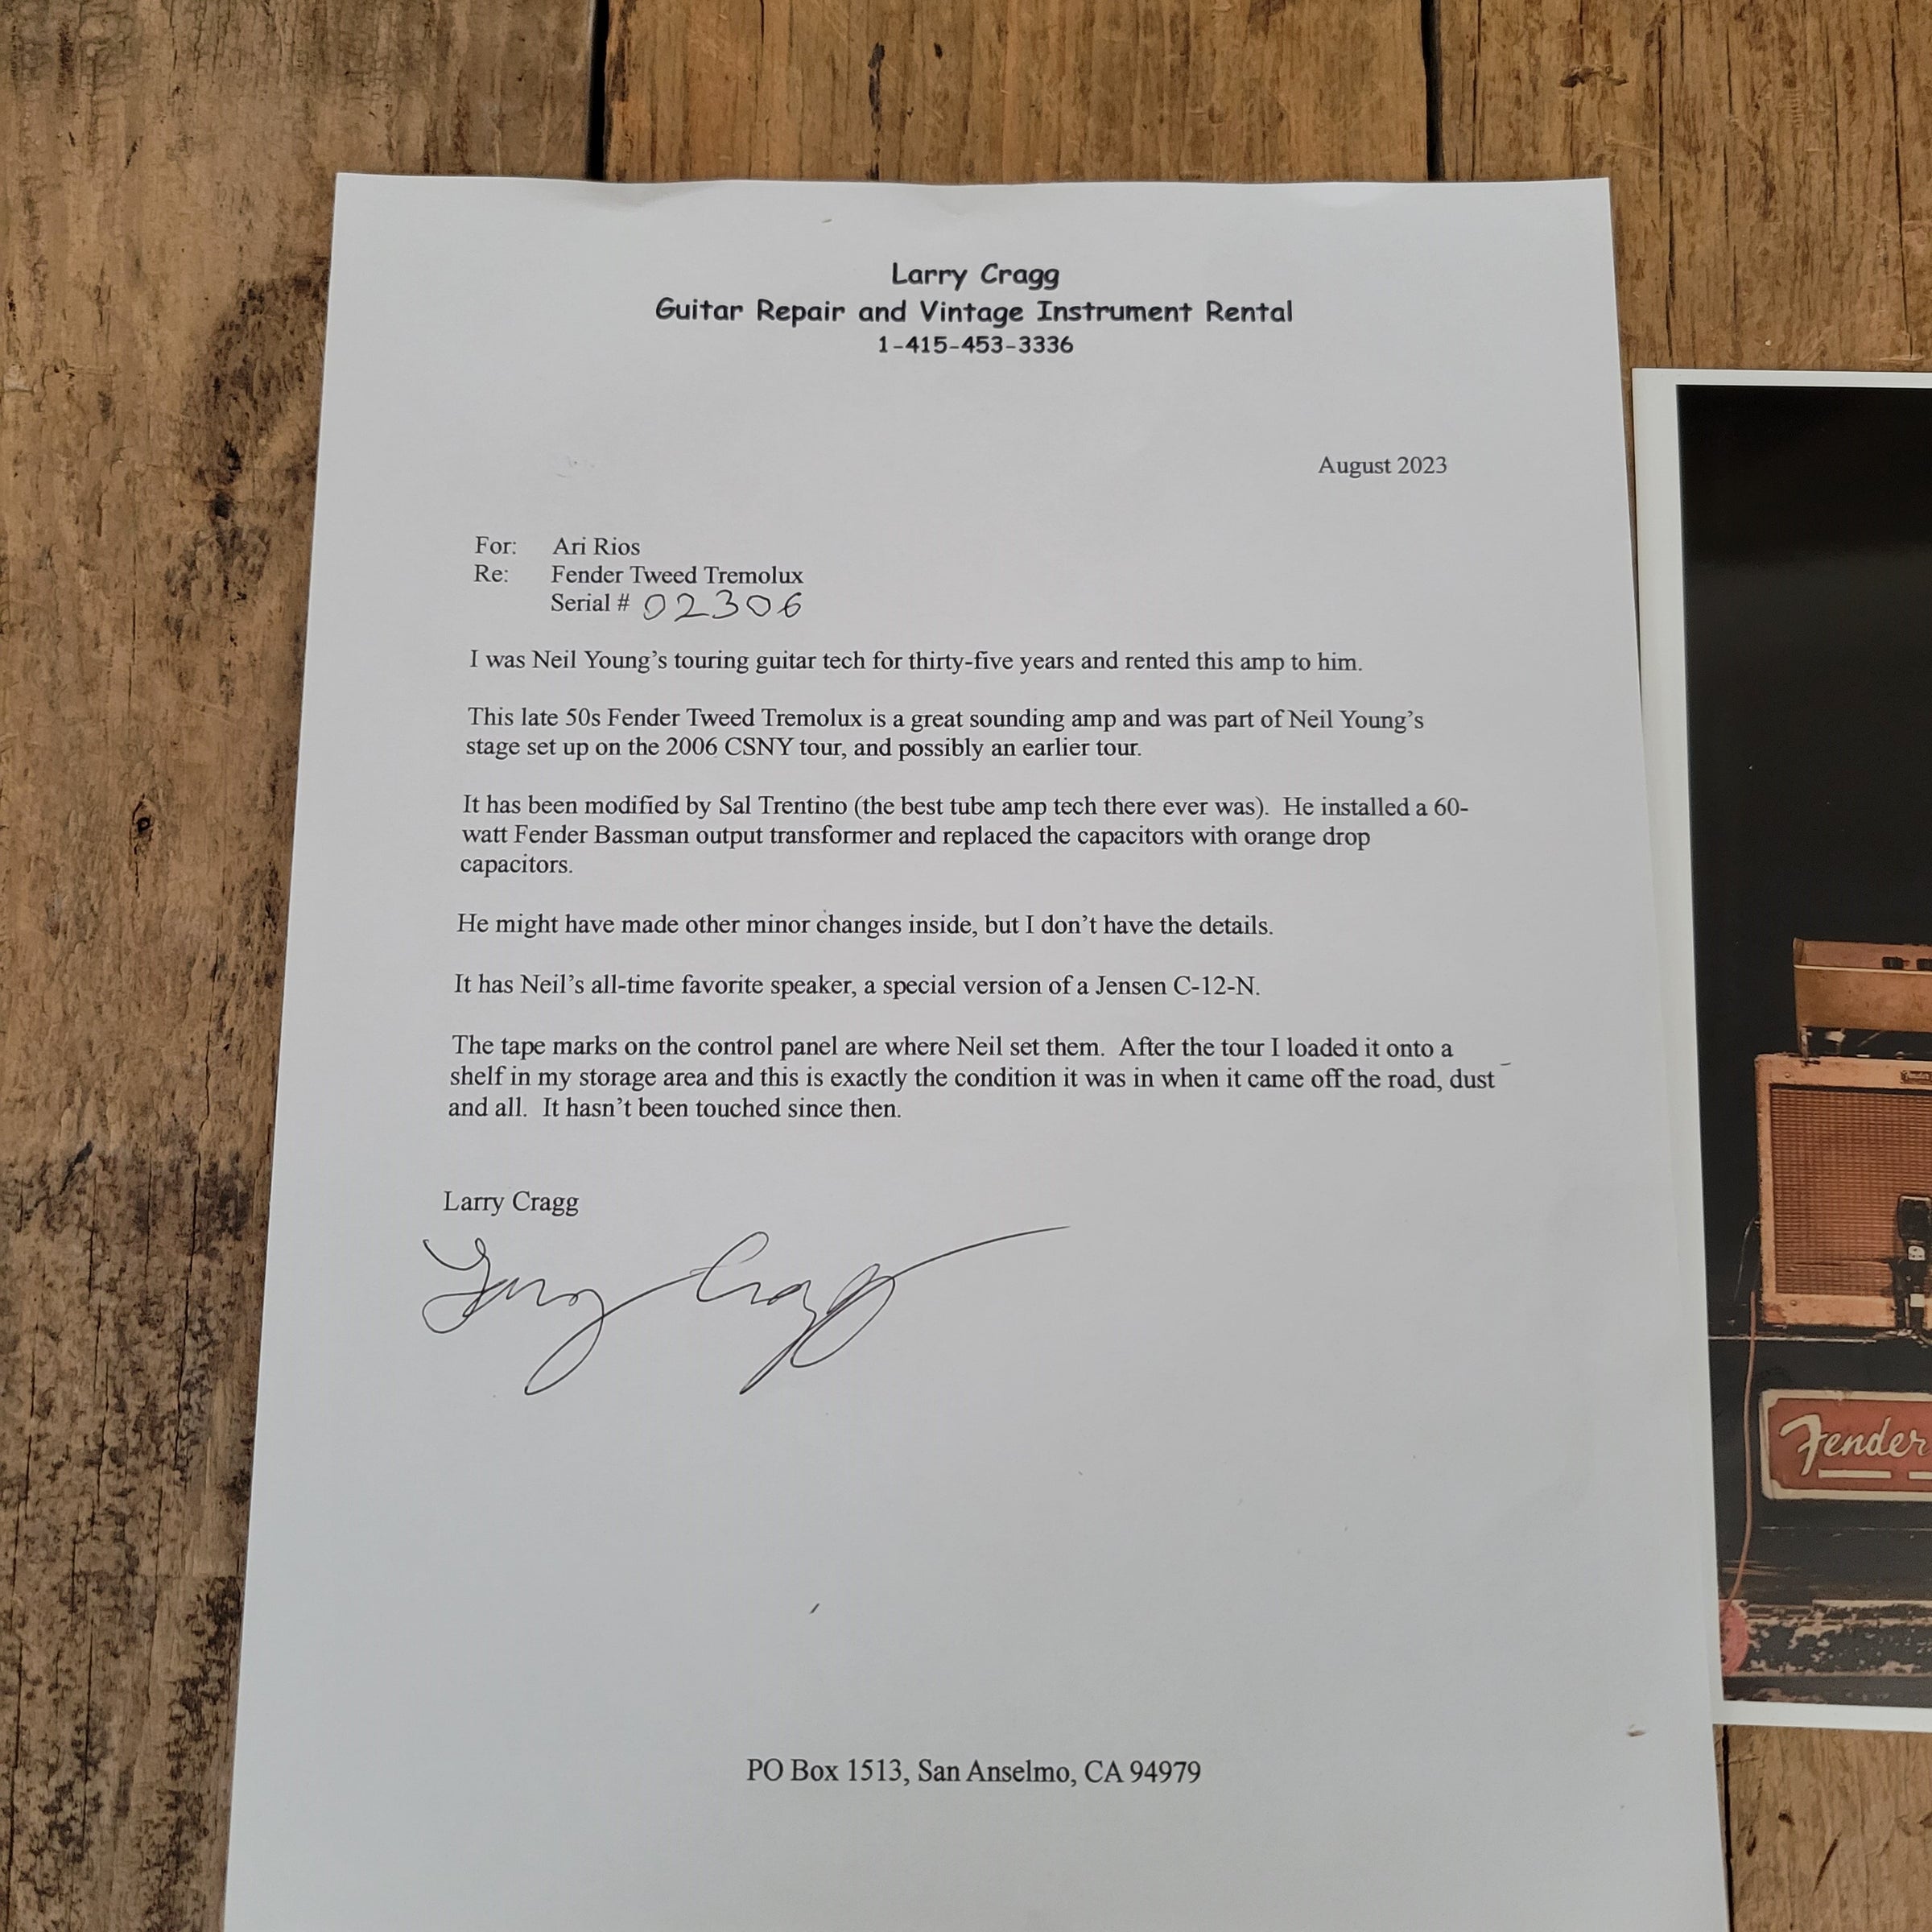 Larry Cragg
Guitar Repair and Vintage Instrument Rental
1-415-453-3336
August 2023
For: Ari Rios
Re: Fender Tweed Tremolux
Serial # 02306
I was Neil Young's touring guitar tech for thirty-five years and rented this amp to him.
This late 50s Fender Tweed Tremolux is a great sounding amp and was part of Neil Young's
stage set up on the 2006 CSNY tour, and possibly an earlier tour.
It has been modified by Sal Trentino (the best tube amp tech there ever was). He installed a 60-
watt Fender Bassman output transformer and replaced the capacitors with orange drop
capacitors.
He might have made other minor changes inside, but I don't have the details.
It has Neil's all-time favorite speaker, a special version of a Jensen C-12-N.
The tape marks on the control panel are where Neil set them. After the tour I loaded it onto a
shelf in my storage area and this is exactly the condition it was in when it came off the road, dust
and all. It hasn't been touched since then.
Larry Cragg
Larry Cragg
PO Box 1513, San Anselmo, CA 94979
Fender